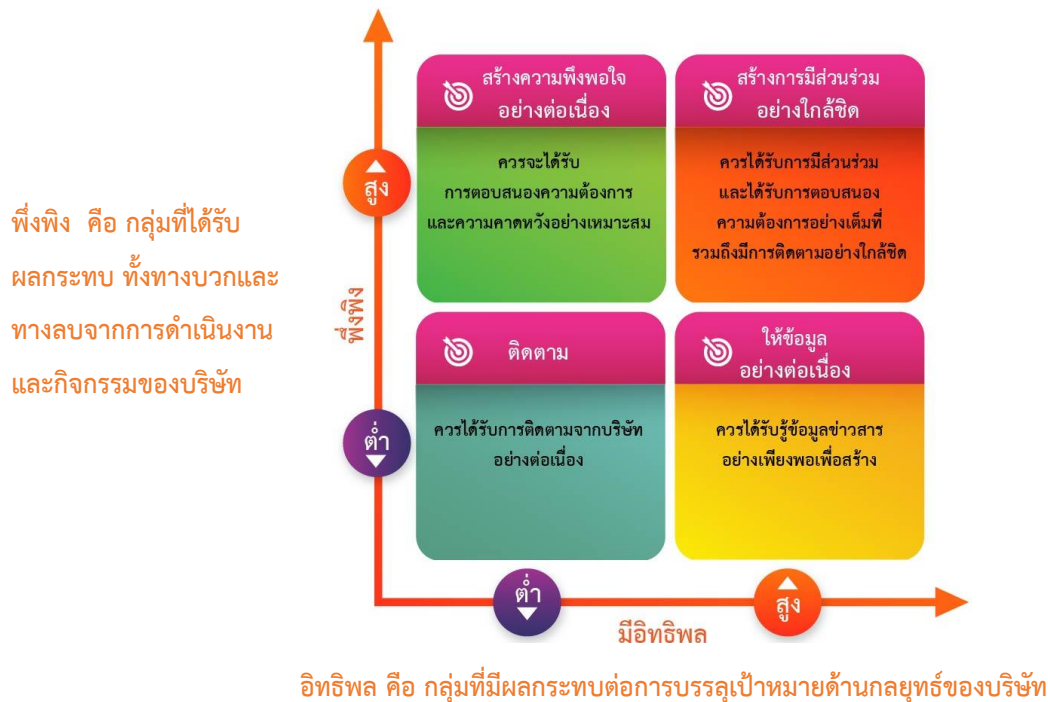 สร้างความพึงพอใจ
อย่างต่อเนื่อง
สร้างการมีส่วนร่วม
อย่างใกล้ชิด
ควรจะได้รับ
การตอบสนองความต้องการ
และความคาดหวังอย่างเหมาะสม
ควรได้รับการมีส่วนร่วม
และได้รับการตอบสนอง
ความต้องการอย่างเต็มที่
รวมถึงมีการติดตามอย่างใกล้ชิด
สูง
พึ่งพิง คือ กลุ่มที่ได้รับ
ผลกระทบ ทั้งทางบวกและ
ทางลบจากการดำเนินงาน
และกิจกรรมของบริษัท
พึ่งพิง
ติดตาม
ให้ข้อมูล
อย่างต่อเนื่อง
ต่ำ
ควรได้รับการติดตามจากบริษัท
อย่างต่อเนื่อง
ควรได้รับรู้ข้อมูลข่าวสาร
อย่างเพียงพอเพื่อสร้าง
ต่ำ
สูง
มีอิทธิพล
อิทธิพล คือ กลุ่มที่มีผลกระทบต่อการบรรลุเป้าหมายด้านกลยุทธ์ของบริษัท